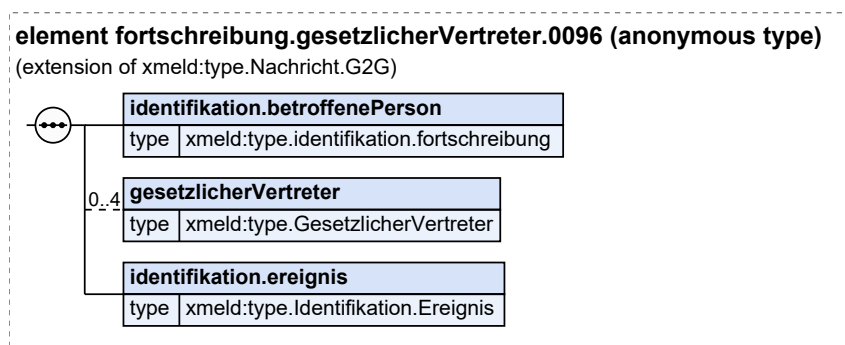 element fortschreibung.gesetzlicherVertreter.0096 (anonymous type)
(extension of xmeld:type.Nachricht.G2G)
identifikation.betroffenePerson
type xmeld:type.identifikation.fortschreibung
0..4
gesetzlicherVertreter
type xmeld:type.GesetzlicherVertreter
identifikation.ereignis
type xmeld:type.Identifikation.Ereignis